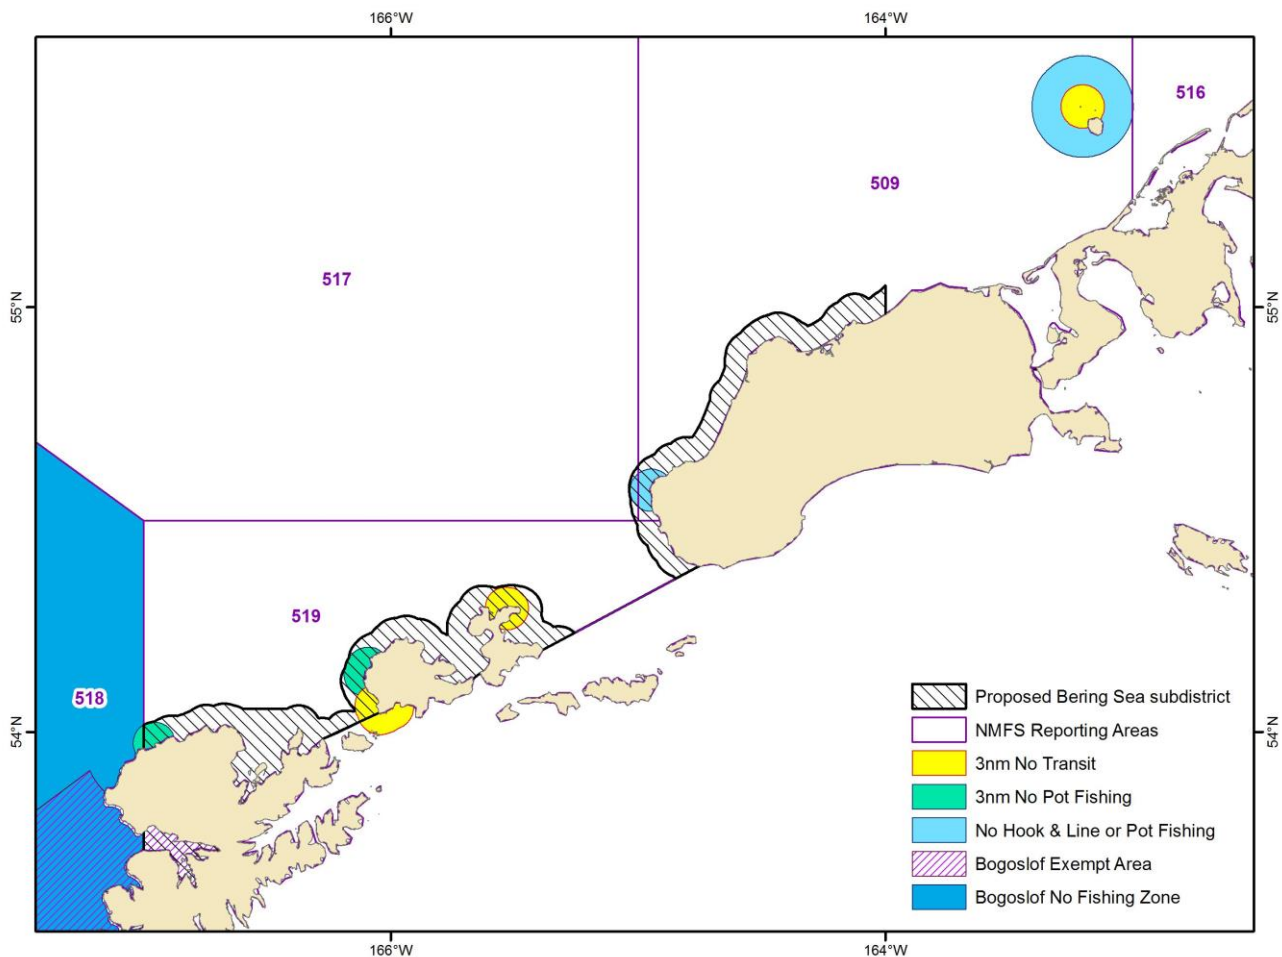 166°W
164°W
516
509
517
55°N
55°N
519
518
54°N
54°N
Proposed Bering Sea subdistrict
NMFS Reporting Areas
3nm No Transit
3nm No Pot Fishing
No Hook & Line or Pot Fishing
Bogoslof Exempt Area
Bogoslof No Fishing Zone
166°W
164°W